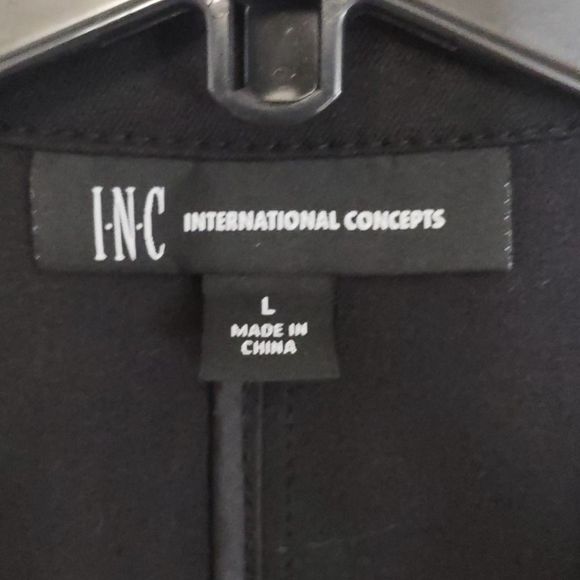 I·N·C INTERNATIONAL CONCEPTS
L
MADE IN
CHINA